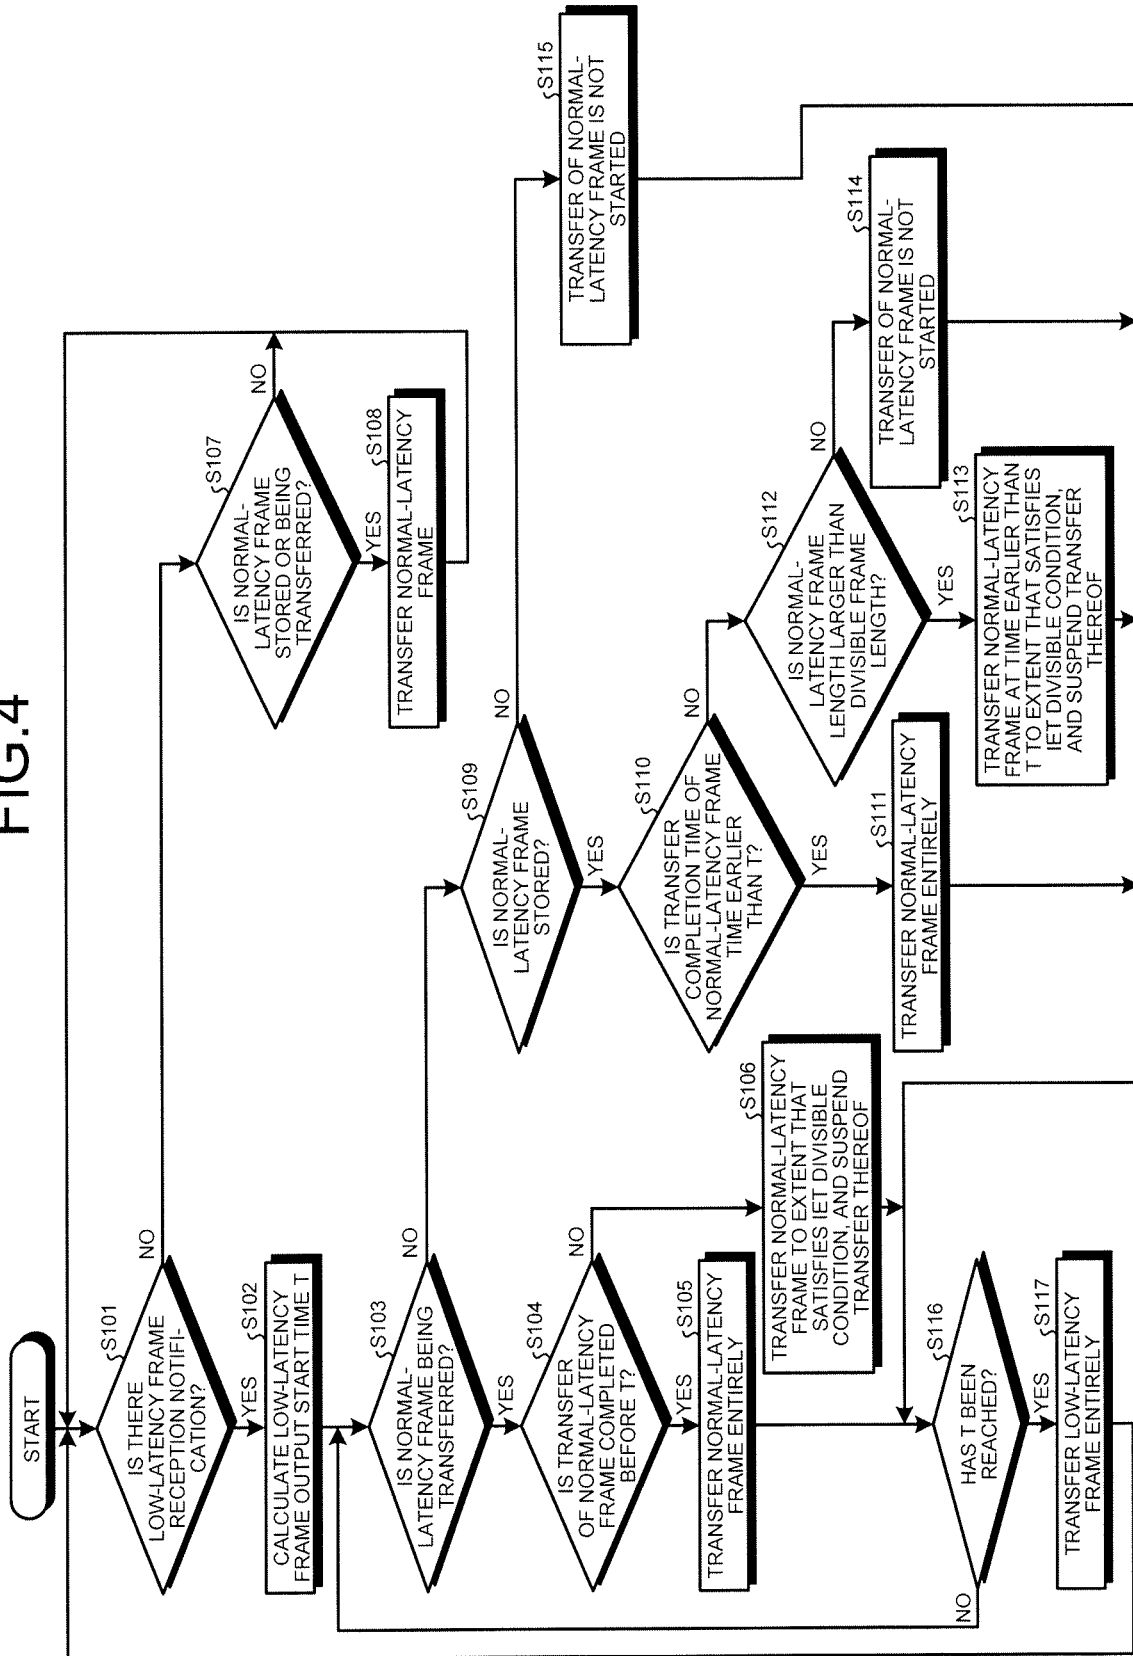 FIG.4
START
S101
IS THERE
LOW-LATENCY FRAME
RECEPTION NOTIFI-
CATION?
NO
YES
S102
CALCULATE LOW-LATENCY
FRAME OUTPUT START TIME T
S103
IS NORMAL-
LATENCY FRAME BEING
TRANSFERRED?
NO
YES
S104
IS TRANSFER
OF NORMAL-LATENCY
FRAME COMPLETED
BEFORE T?
NO
YES
S105
TRANSFER NORMAL-LATENCY
FRAME ENTIRELY
S106
TRANSFER NORMAL-LATENCY
FRAME TO EXTENT THAT
SATISFIES IET DIVISIBLE
CONDITION, AND SUSPEND
TRANSFER THEREOF
S107
IS NORMAL-
LATENCY FRAME
STORED OR BEING
TRANSFERRED?
NO
YES
S108
TRANSFER NORMAL-LATENCY
FRAME
S109
IS NORMAL-
LATENCY FRAME
STORED?
NO
YES
S110
IS TRANSFER
COMPLETION TIME OF
NORMAL-LATENCY FRAME
TIME EARLIER
THAN T?
NO
YES
S111
TRANSFER NORMAL-LATENCY
FRAME ENTIRELY
S112
IS NORMAL-
LATENCY FRAME
LENGTH LARGER THAN
DIVISIBLE FRAME
LENGTH?
NO
YES
S113
TRANSFER NORMAL-LATENCY
FRAME AT TIME EARLIER THAN
T TO EXTENT THAT SATISFIES
IET DIVISIBLE CONDITION,
AND SUSPEND TRANSFER
THEREOF
S114
TRANSFER OF NORMAL-
LATENCY FRAME IS NOT
STARTED
S115
TRANSFER OF NORMAL-
LATENCY FRAME IS NOT
STARTED
S116
HAS T BEEN
REACHED?
NO
YES
S117
TRANSFER LOW-LATENCY
FRAME ENTIRELY